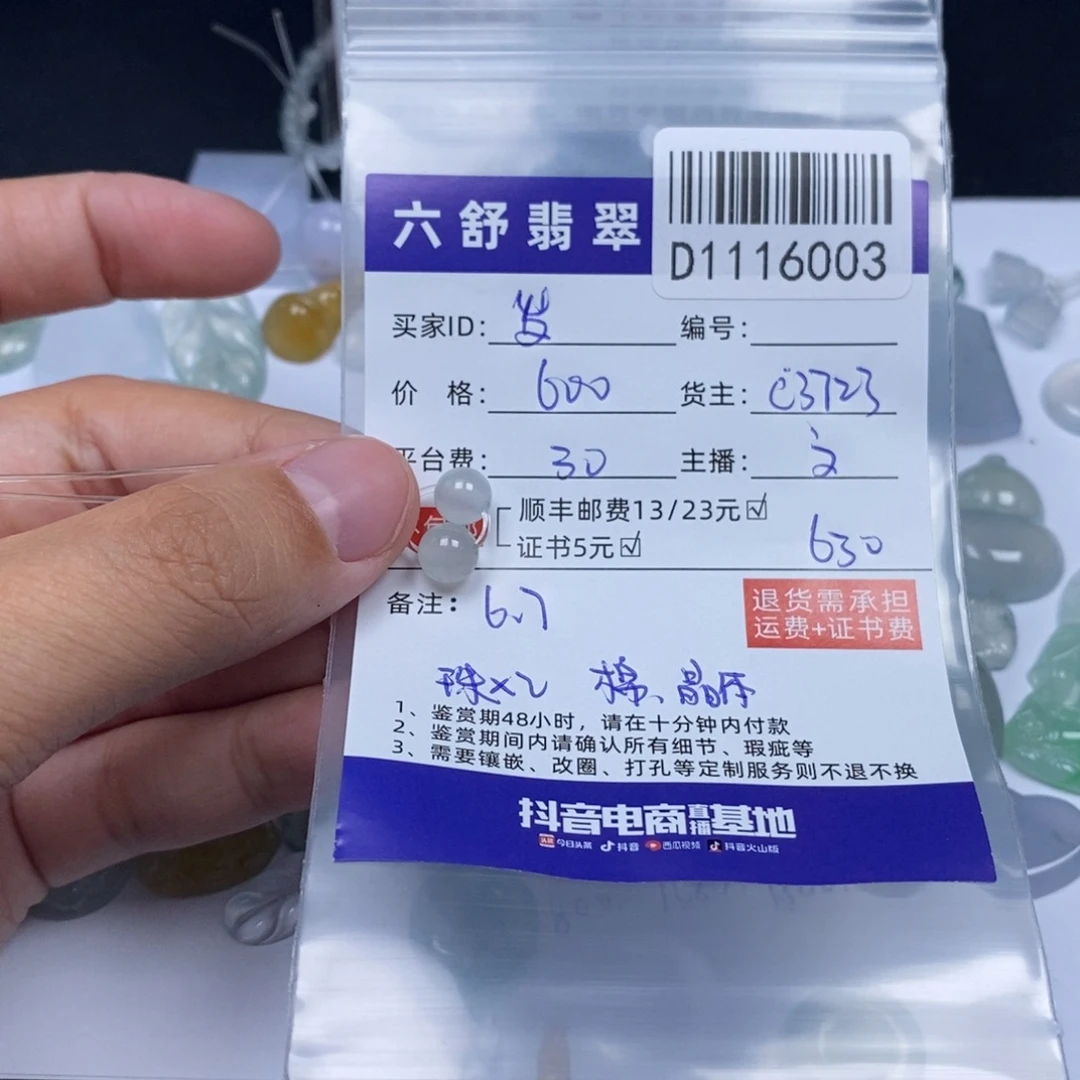 六舒翡翠
D1116003
买家ID: 发 编号:
价 格: 600 货主: C3723
平台费: 30 主播: 文
顺丰邮费13/23元☑
证书5元☑ 630
备注: 6.7
退货需承担
运费+证书费
珠×2 棉、晶体
1、鉴赏期48小时，请在十分钟内付款
2、鉴赏期间内请确认所有细节、瑕疵等
3、需要镶嵌、改圈、打孔等定制服务则不退不换
抖音电商直播基地
头条 今日头条 抖音 西瓜视频 抖音火山版